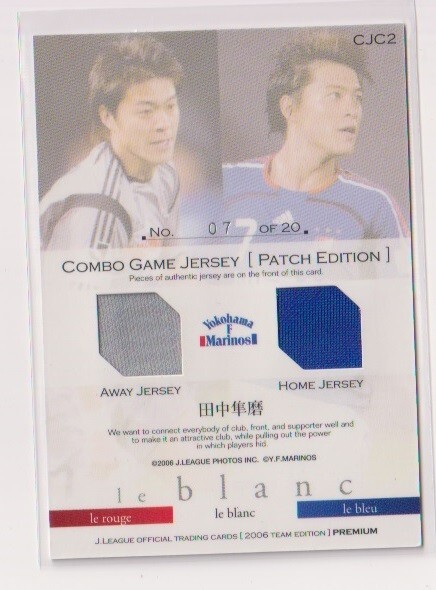 CJC2
No. 07 OF 20
7
COMBO GAME JERSEY [ PATCH EDITION ]
Pieces of authentic jersey are on the front of this card.
Yokohama
F
Marinos
AWAY JERSEY
HOME JERSEY
田中隼磨
We want to connect everybody of club, front, and supporter well and
to make it an attractive club, while pulling out the power
in which players hid.
©2006 J.LEAGUE PHOTOS INC. ©Y.F.MARINOS
le blanc
le rouge
le blanc
le bleu
J.LEAGUE OFFICIAL TRADING CARDS [ 2006 TEAM EDITION ] PREMIUM